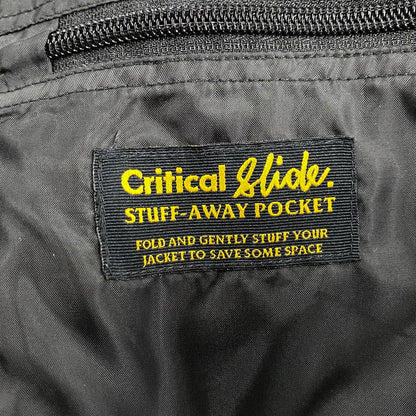 Critical Slide.
STUFF-AWAY POCKET
FOLD AND GENTLY STUFF YOUR
JACKET TO SAVE SOME SPACE